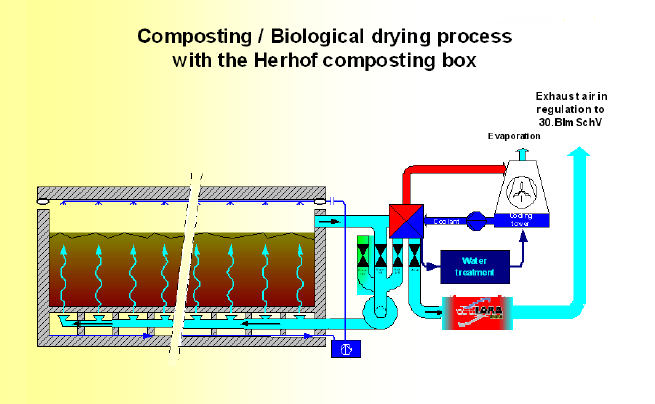 Composting / Biological drying process
with the Herhof composting box
Exhaust air in
regulation to
30.BImSchV
Evaporation
Coolant
Cooling
tower
Water
treatment